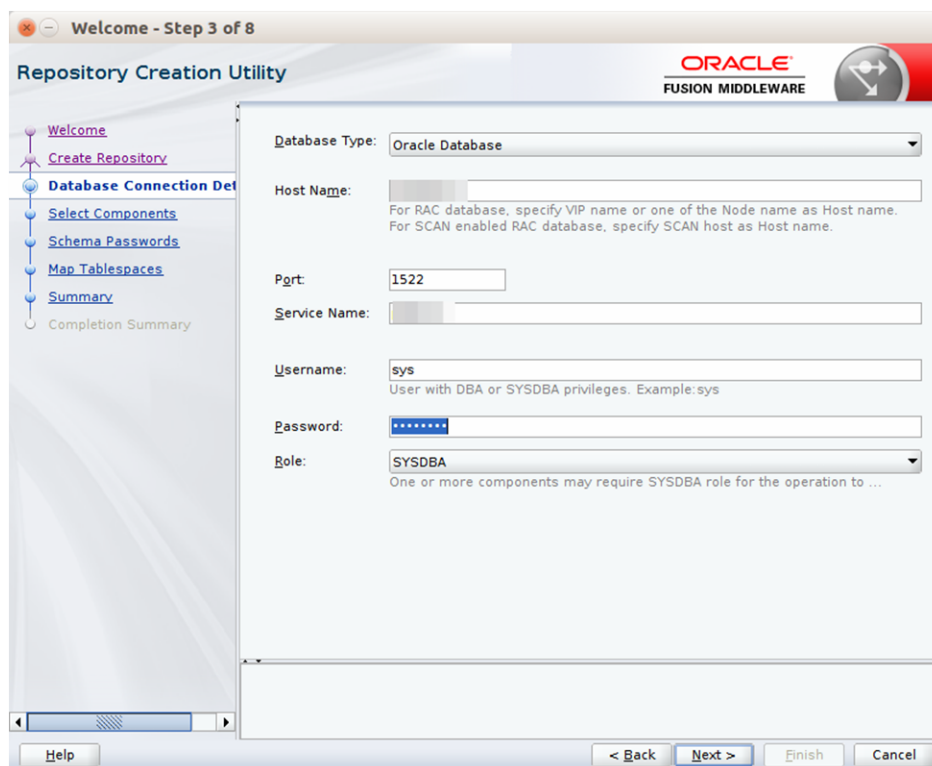 Welcome - Step 3 of 8
Repository Creation Utility
ORACLE
FUSION MIDDLEWARE
Welcome
Create Repository
Database Connection Det
Select Components
Schema Passwords
Map Tablespaces
Summary
Completion Summary
Database Type: Oracle Database
Host Name:
For RAC database, specify VIP name or one of the Node name as Host name.
For SCAN enabled RAC database, specify SCAN host as Host name.
Port: 1522
Service Name:
Username: sys
User with DBA or SYSDBA privileges. Example:sys
Password: ••••••••
Role: SYSDBA
One or more components may require SYSDBA role for the operation to ...
Help < Back Next > Finish Cancel